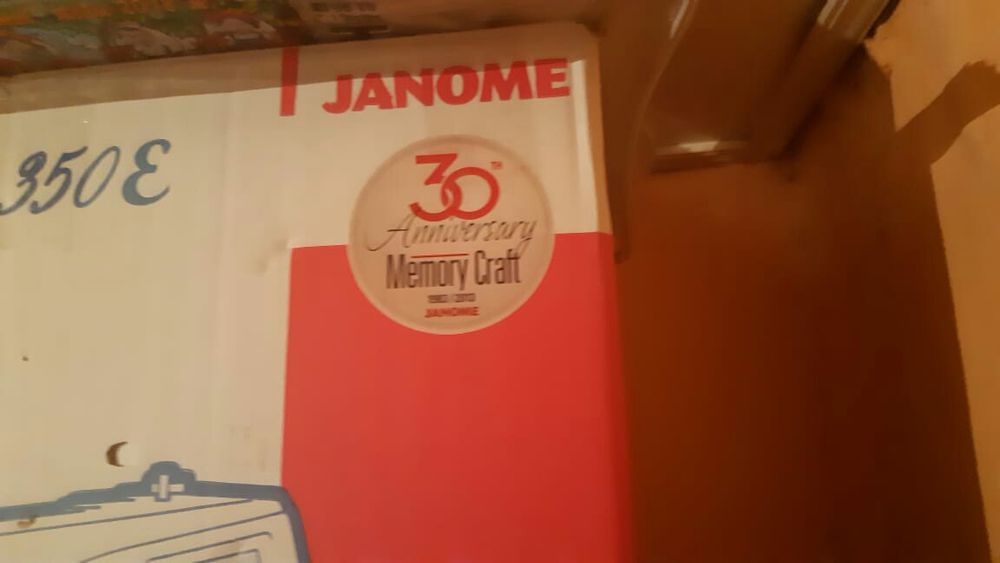 JANOME
350E
30TH
Anniversary
Memory Craft
1983 / 2013
JANOME